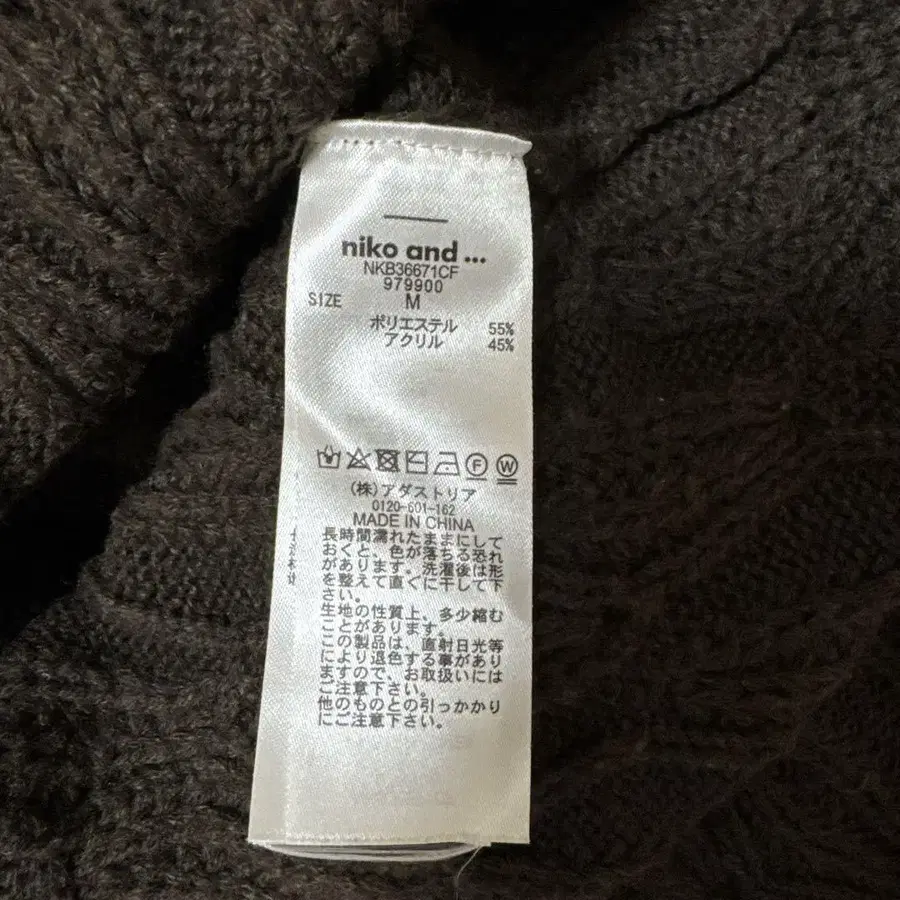 niko and ...
NKB36671CF
979900
SIZE M
ポリエステル 55%
アクリル 45%
F W
(株)アダストリア
0120-601-162
MADE IN CHINA
長時間濡れたままにして
おくと、色が落ちる恐れ
があります。洗濯後は形
を整えて直ぐに干して下
さい。
生地の性質上、多少縮む
ことがあります。
この製品は、直射日光等
により退色する事があり
ますので、お取扱いには
ご注意下さい。
他のものとの引っかかり
にご注意下さい。